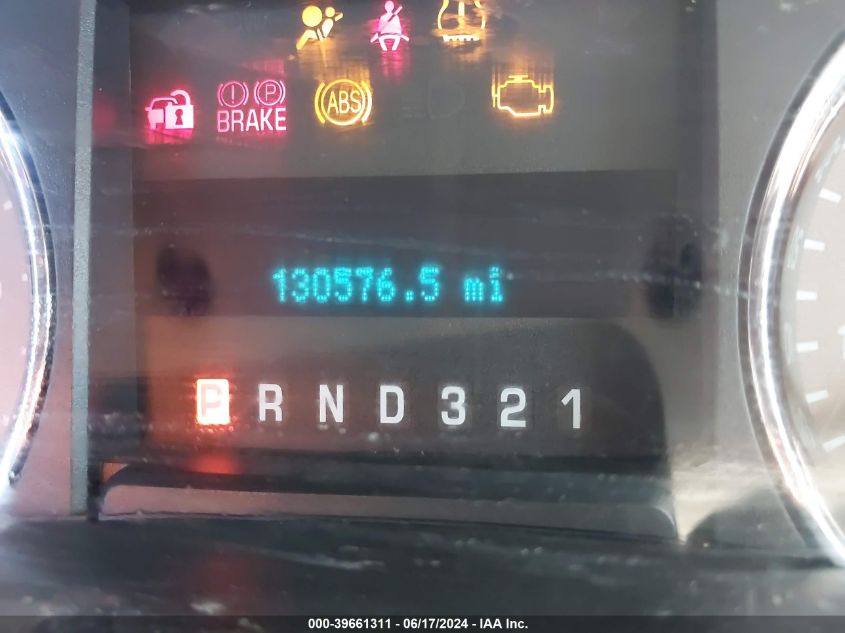 (!) (P)
BRAKE
ABS
130576.5 mi
P R N D 3 2 1
000-39661311 - 06/17/2024 - IAA Inc.